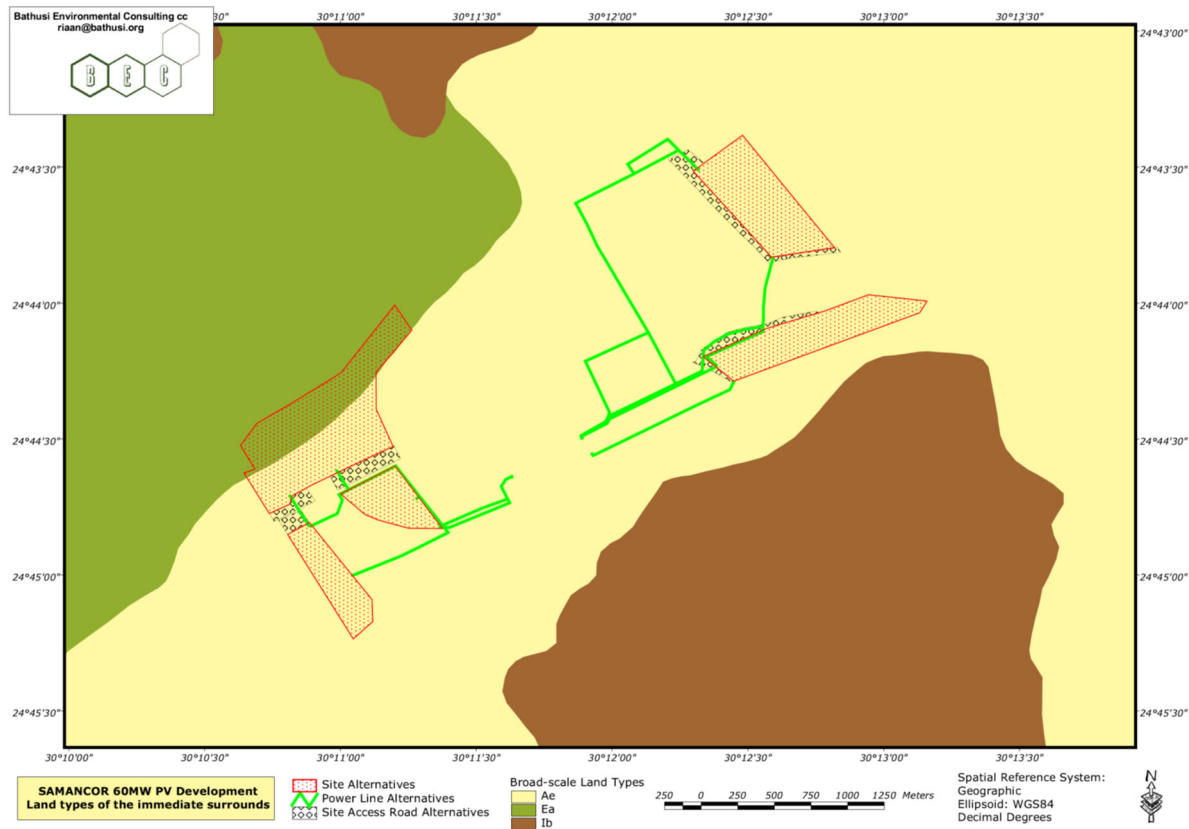 Bathusi Environmental Consulting cc
riaan@bathusi.org
B E C
30°11'00" 30°11'30" 30°12'00" 30°12'30" 30°13'00" 30°13'30"
24°43'00"
24°43'30" 24°43'30"
24°44'00" 24°44'00"
24°44'30" 24°44'30"
24°45'00" 24°45'00"
24°45'30" 24°45'30"
30°10'00" 30°10'30" 30°11'00" 30°11'30" 30°12'00" 30°12'30" 30°13'00" 30°13'30"
SAMANCOR 60MW PV Development
Land types of the immediate surrounds
Site Alternatives
Power Line Alternatives
Site Access Road Alternatives
Broad-scale Land Types
Ae
Ea
Ib
250 0 250 500 750 1000 1250 Meters
Spatial Reference System:
Geographic
Ellipsoid: WGS84
Decimal Degrees
N